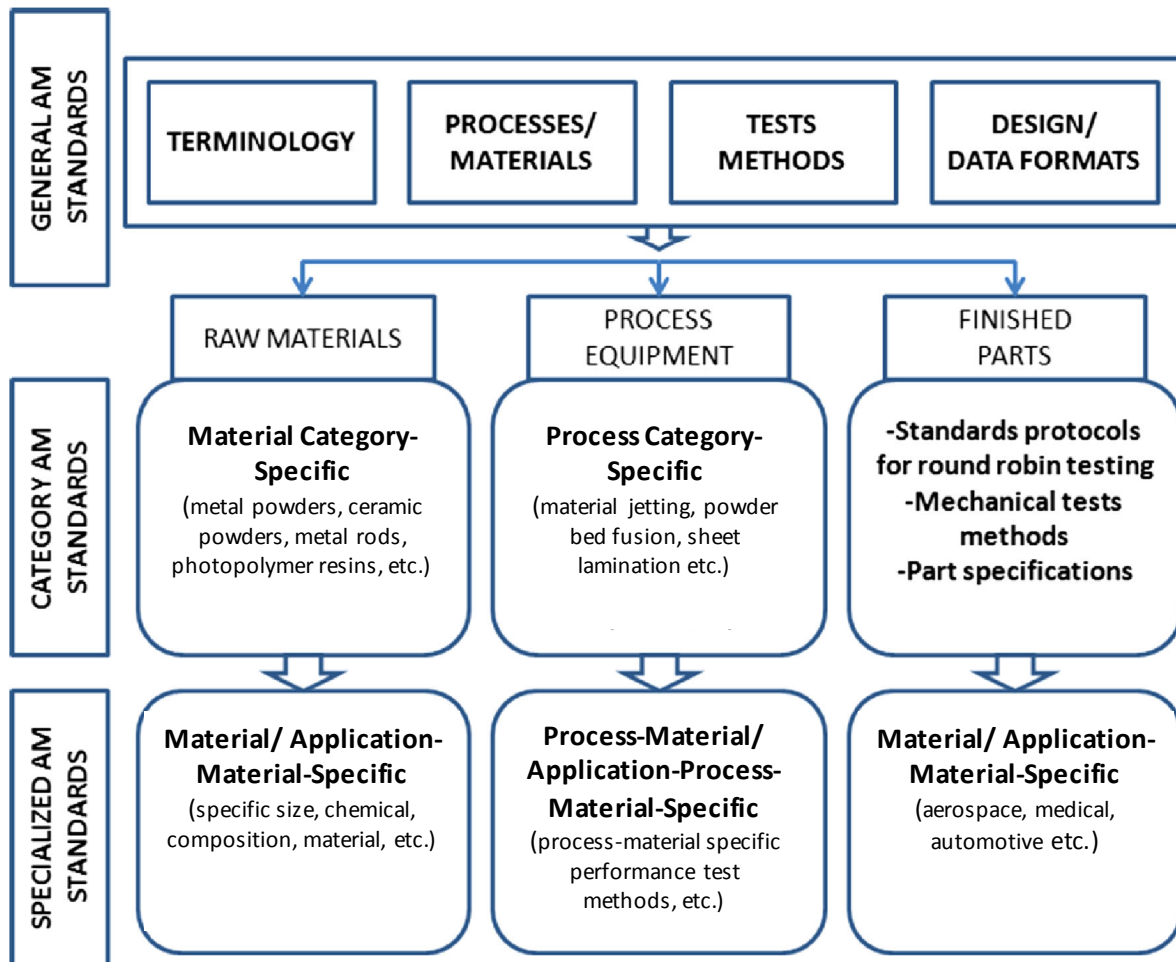 GENERAL AM
STANDARDS
TERMINOLOGY
PROCESSES/
MATERIALS
TESTS
METHODS
DESIGN/
DATA FORMATS
RAW MATERIALS
PROCESS
EQUIPMENT
FINISHED
PARTS
CATEGORY AM
STANDARDS
Material Category-
Specific
(metal powders, ceramic
powders, metal rods,
photopolymer resins, etc.)
Process Category-
Specific
(material jetting, powder
bed fusion, sheet
lamination etc.)
-Standards protocols
for round robin testing
-Mechanical tests
methods
-Part specifications
SPECIALIZED AM
STANDARDS
Material/ Application-
Material-Specific
(specific size, chemical,
composition, material, etc.)
Process-Material/
Application-Process-
Material-Specific
(process-material specific
performance test
methods, etc.)
Material/ Application-
Material-Specific
(aerospace, medical,
automotive etc.)